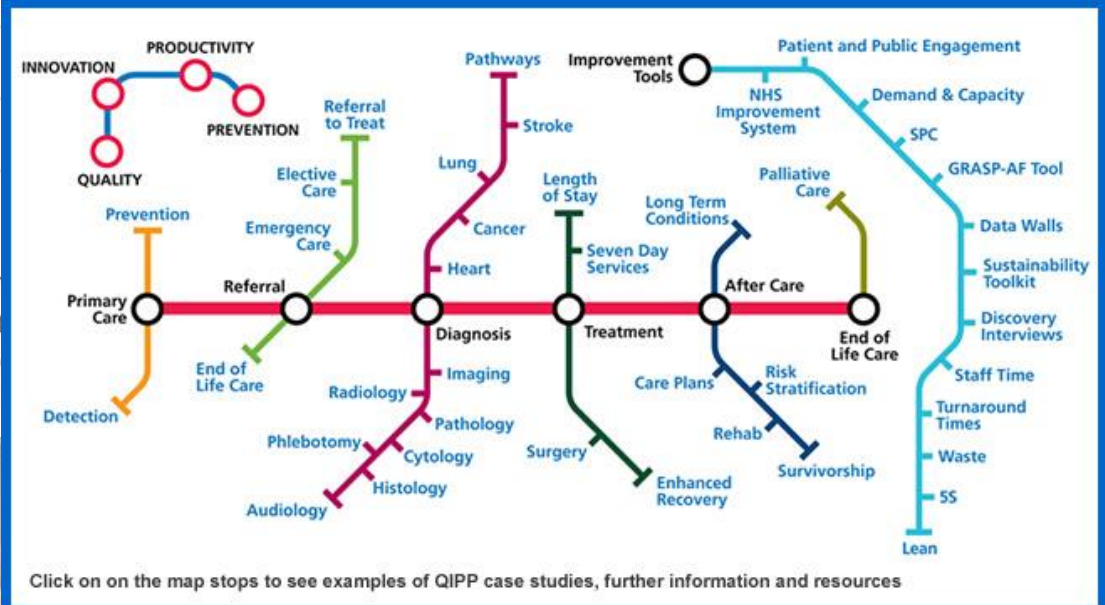 PRODUCTIVITY
INNOVATION
PREVENTION
QUALITY
Pathways
Stroke
Lung
Cancer
Heart
Referral
to Treat
Elective
Care
Emergency
Care
Prevention
Primary
Care
Detection
Referral
End of
Life Care
Diagnosis
Imaging
Radiology
Pathology
Phlebotomy
Cytology
Histology
Audiology
Length
of Stay
Seven Day
Services
Treatment
Surgery
Enhanced
Recovery
Long Term
Conditions
After Care
Care Plans
Risk
Stratification
Rehab
Survivorship
Palliative
Care
End of
Life Care
Improvement
Tools
Patient and Public Engagement
NHS
Improvement
System
Demand & Capacity
SPC
GRASP-AF Tool
Data Walls
Sustainability
Toolkit
Discovery
Interviews
Staff Time
Turnaround
Times
Waste
5S
Lean
Click on on the map stops to see examples of QIPP case studies, further information and resources